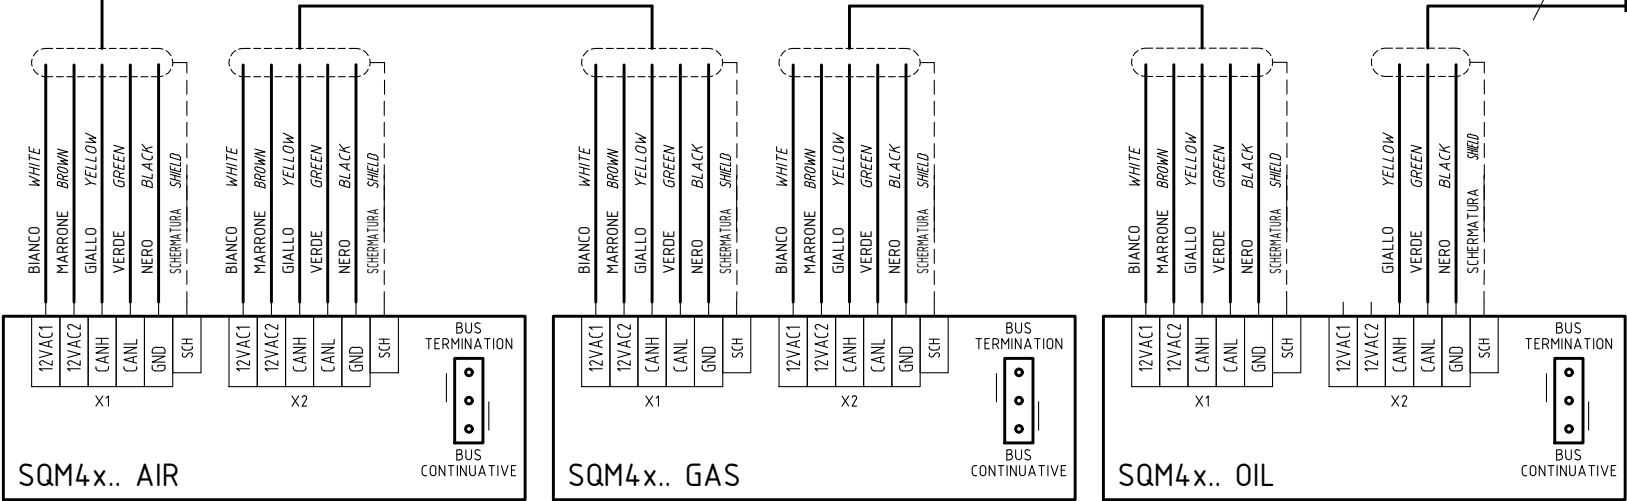 WHITE BROWN YELLOW GREEN BLACK SHIELD
BIANCO MARRONE GIALLO VERDE NERO SCHERMATURA
WHITE BROWN YELLOW GREEN BLACK SHIELD
BIANCO MARRONE GIALLO VERDE NERO SCHERMATURA
12VAC1 12VAC2 CANH CANL GND SCH
X1
12VAC1 12VAC2 CANH CANL GND SCH
X2
BUS
TERMINATION
BUS
CONTINUATIVE
SQM4x.. AIR
WHITE BROWN YELLOW GREEN BLACK SHIELD
BIANCO MARRONE GIALLO VERDE NERO SCHERMATURA
WHITE BROWN YELLOW GREEN BLACK SHIELD
BIANCO MARRONE GIALLO VERDE NERO SCHERMATURA
12VAC1 12VAC2 CANH CANL GND SCH
X1
12VAC1 12VAC2 CANH CANL GND SCH
X2
BUS
TERMINATION
BUS
CONTINUATIVE
SQM4x.. GAS
WHITE BROWN YELLOW GREEN BLACK SHIELD
BIANCO MARRONE GIALLO VERDE NERO SCHERMATURA
YELLOW GREEN BLACK SHIELD
GIALLO VERDE NERO SCHERMATURA
12VAC1 12VAC2 CANH CANL GND SCH
X1
12VAC1 12VAC2 CANH CANL GND SCH
X2
BUS
TERMINATION
BUS
CONTINUATIVE
SQM4x.. OIL